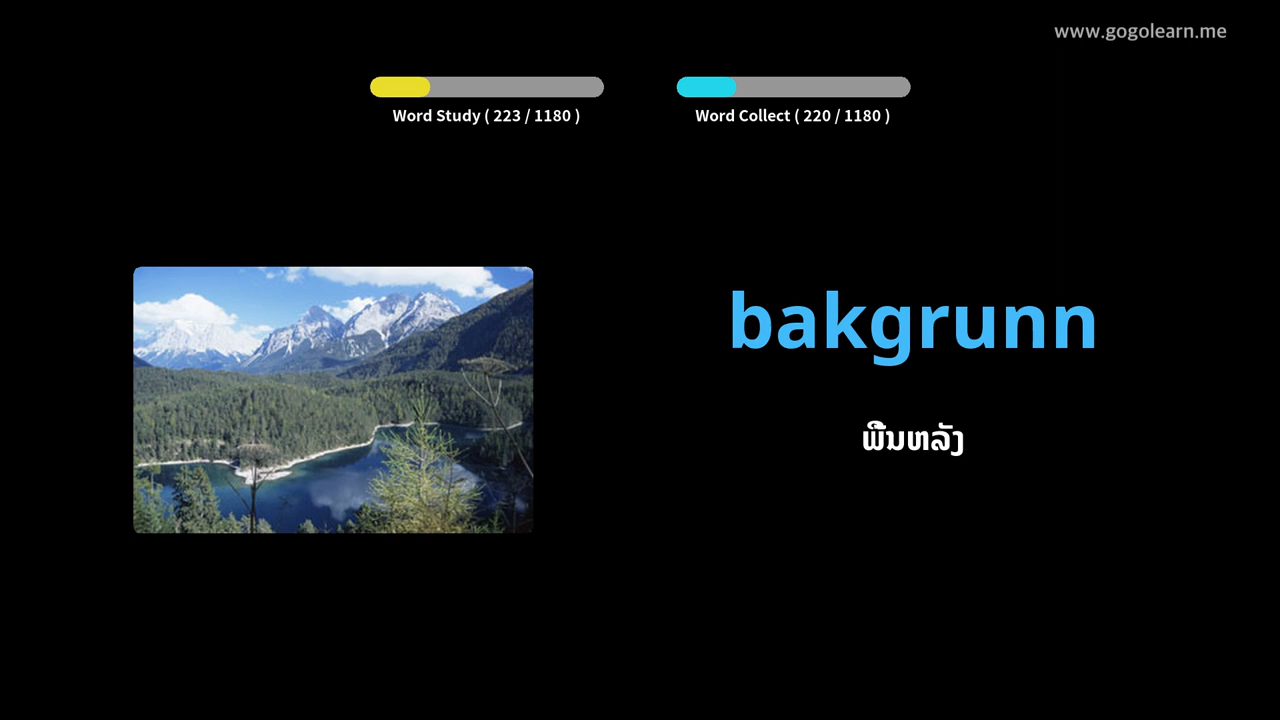 www.gogolearn.me
Word Study ( 223 / 1180 )
Word Collect ( 220 / 1180 )
bakgrunn
ພື້ນຫລັງ